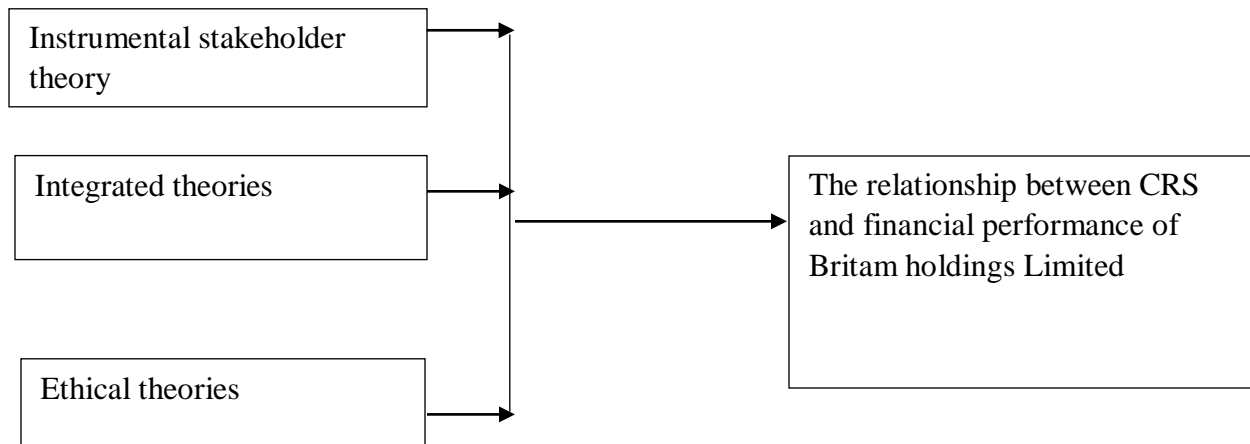 Instrumental stakeholder
theory
Integrated theories
Ethical theories
The relationship between CRS
and financial performance of
Britam holdings Limited